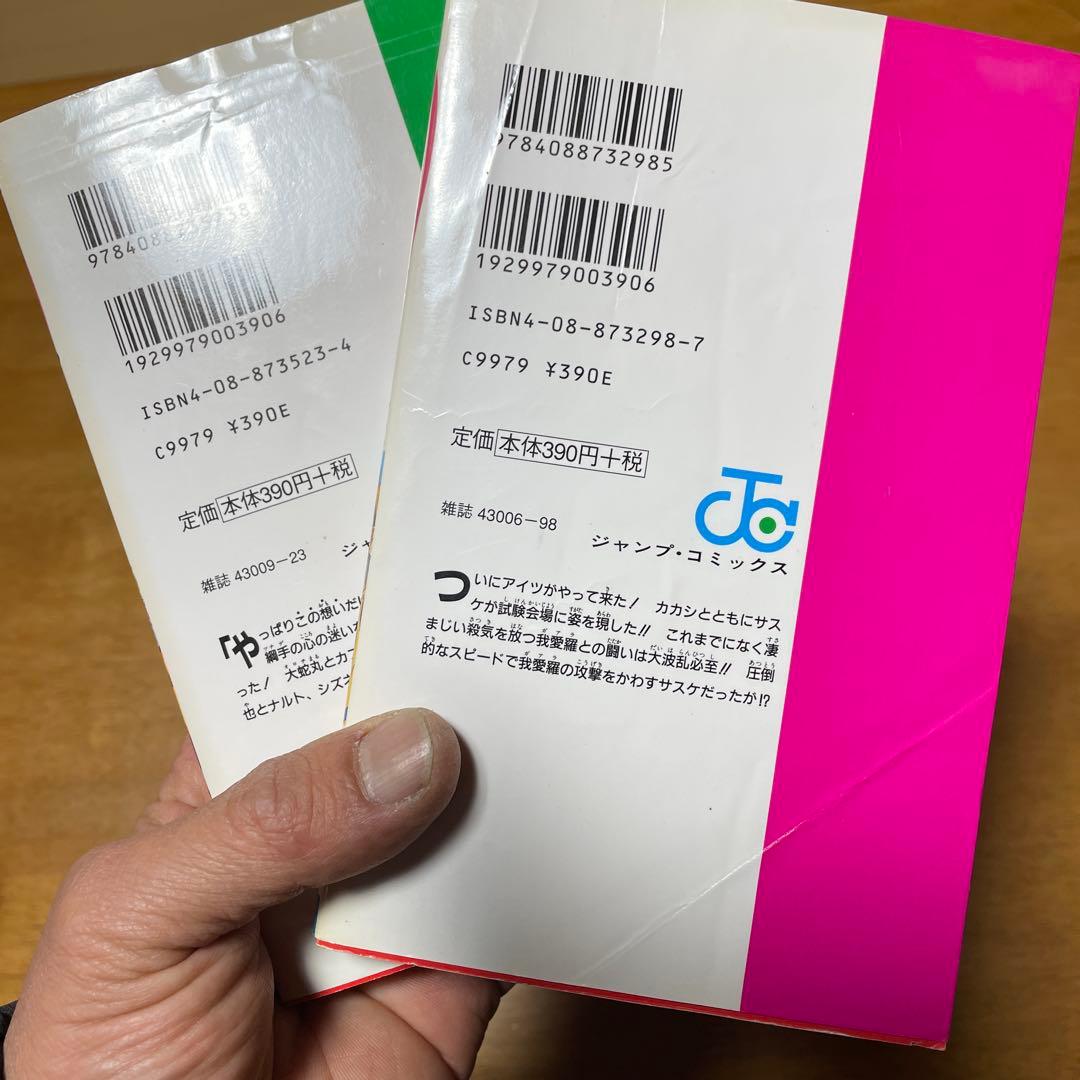 9784088732985
1929979003906
ISBN4-08-873298-7
C9979 ¥390E
定価 本体390円+税
雑誌 43006-98
ジャンプ・コミックス
ついにアイツがやって来た! カカシとともにサス
ケが試験会場に姿を現した!! これまでになく凄
まじい殺気を放つ我愛羅との闘いは大波乱必至!! 圧倒
的なスピードで我愛羅の攻撃をかわすサスケだったが!?
1929979003906
ISBN4-08-873523-4
C9979 ¥390E
定価 本体390円+税
雑誌 43009-23
ジャ
「やっぱりこの想いだけ
綱手の心の迷いを
った! 大蛇丸とカブ
也とナルト、シズネ